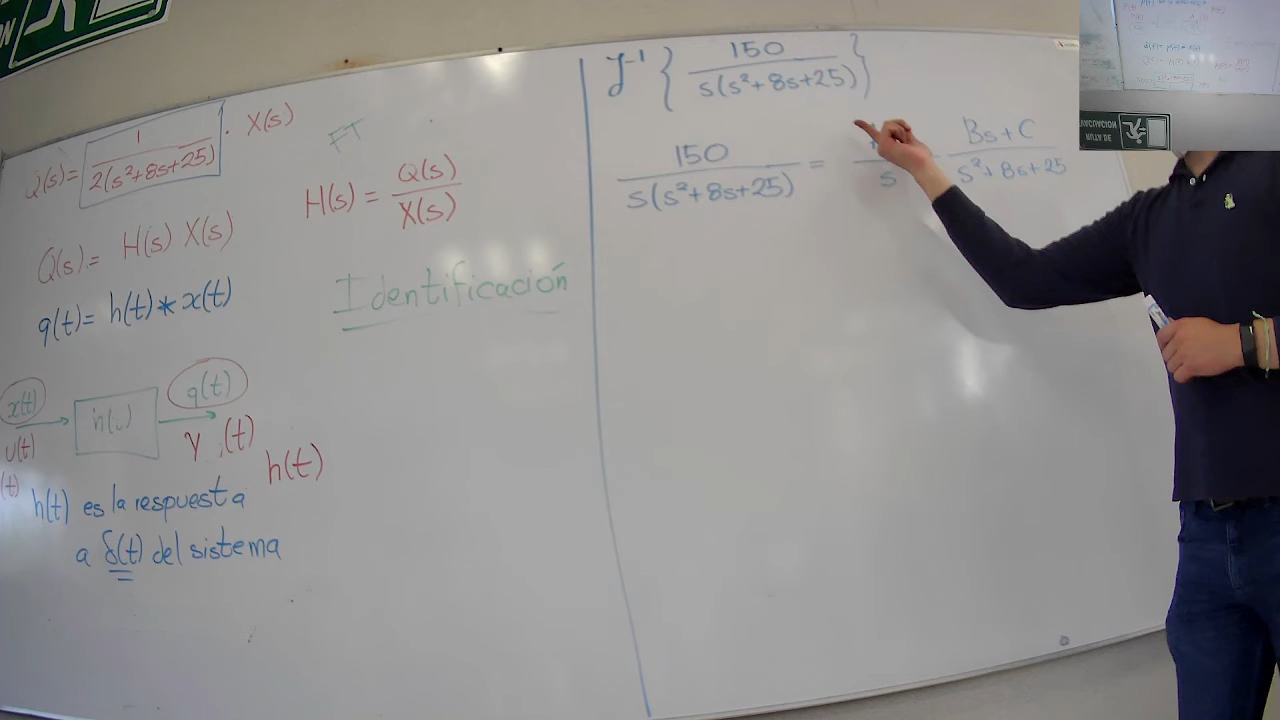 Q(s)= 1/2(s²+8s+25) · X(s)
Q(s)= H(s) X(s)
q(t)= h(t)*x(t)
FT
H(s) = Q(s)/X(s)
Identificación
x(t)
q(t)
u(t)
y (t)
(t)
h(t)
h(t) es la respuesta
a δ(t) del sistema
ℒ⁻¹ { 150/s(s²+8s+25) }
150/s(s²+8s+25) = /s Bs+C/s²+8s+25
EVACUACION